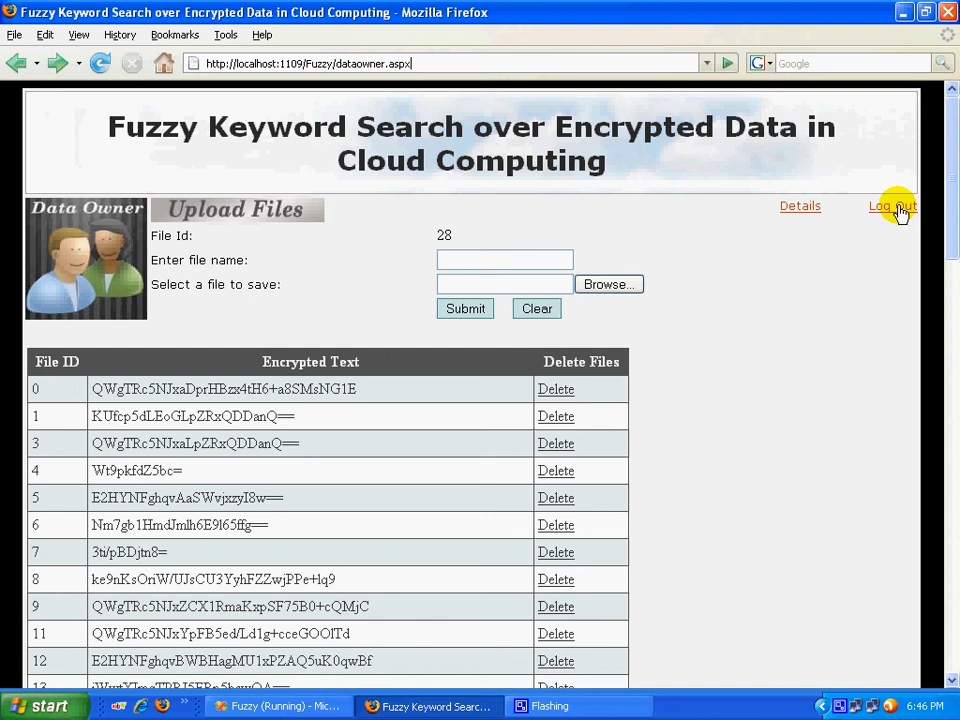 Fuzzy Keyword Search over Encrypted Data in Cloud Computing - Mozilla Firefox
File Edit View History Bookmarks Tools Help
http://localhost:1109/Fuzzy/dataowner.aspx
Google
Fuzzy Keyword Search over Encrypted Data in
Cloud Computing
Data Owner
Upload Files
Details
Log Out
File Id: 28
Enter file name:
Select a file to save: Browse...
Submit Clear
File ID Encrypted Text Delete Files
0 QWgTRc5NJxaDprHBzx4tH6+a8SMsNG1E Delete
1 KUfcp5dLEoGLpZRxQDDanQ== Delete
3 QWgTRc5NJxaLpZRxQDDanQ== Delete
4 Wt9pkfdZ5bc= Delete
5 E2HYNFghqvAaSWvjxzyI8w== Delete
6 Nm7gb1HmdJmlh6E9l65ffg== Delete
7 3ti/pBDjtn8= Delete
8 ke9nKsOriW/UJsCU3YyhFZZwjPPe+lq9 Delete
9 QWgTRc5NJxZCX1RmaKxpSF75B0+cQMjC Delete
11 QWgTRc5NJxYpFB5ed/Ld1g+cceGOOlTd Delete
12 E2HYNFghqvBWBHagMU1xPZAQ5uK0qwBf Delete
13 Delete
start
Fuzzy (Running) - Mic...
Fuzzy Keyword Searc...
Flashing
6:46 PM